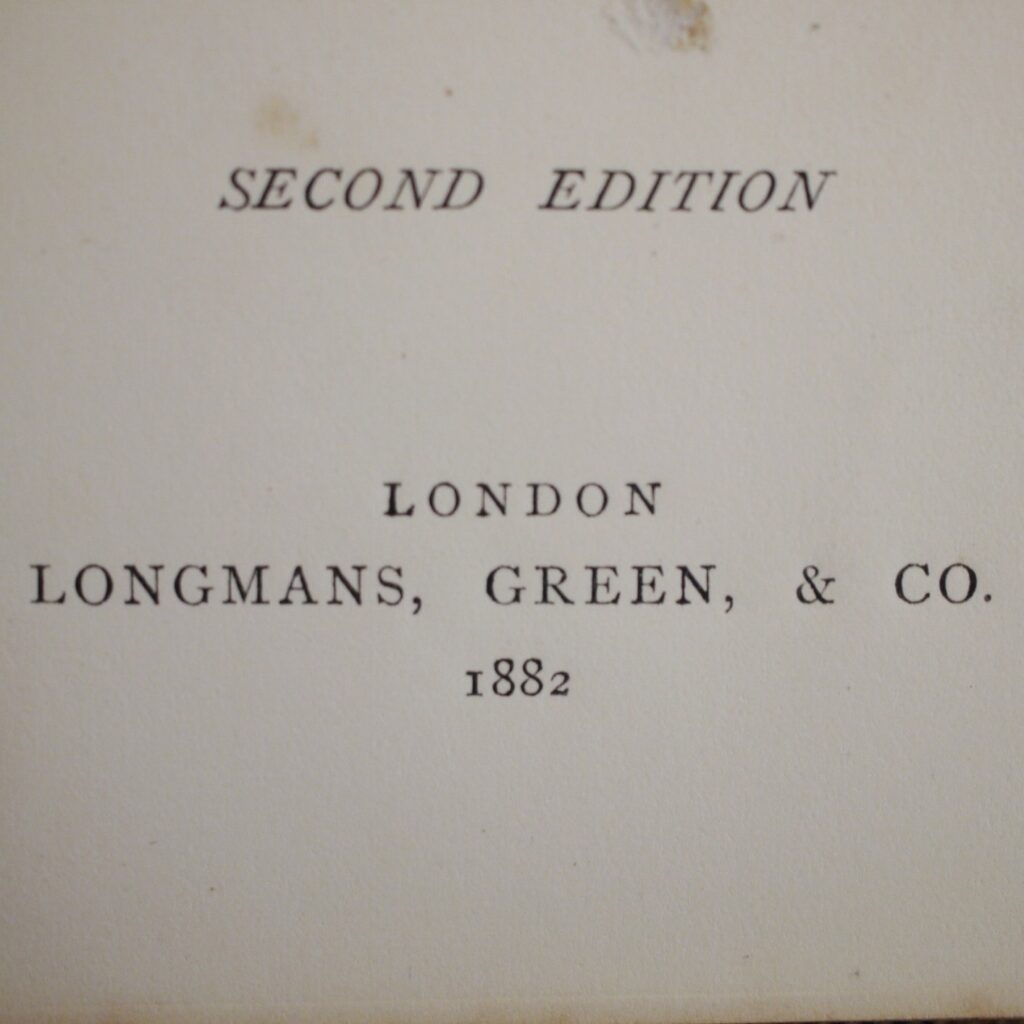 SECOND EDITION
LONDON
LONGMANS, GREEN, & CO.
1882